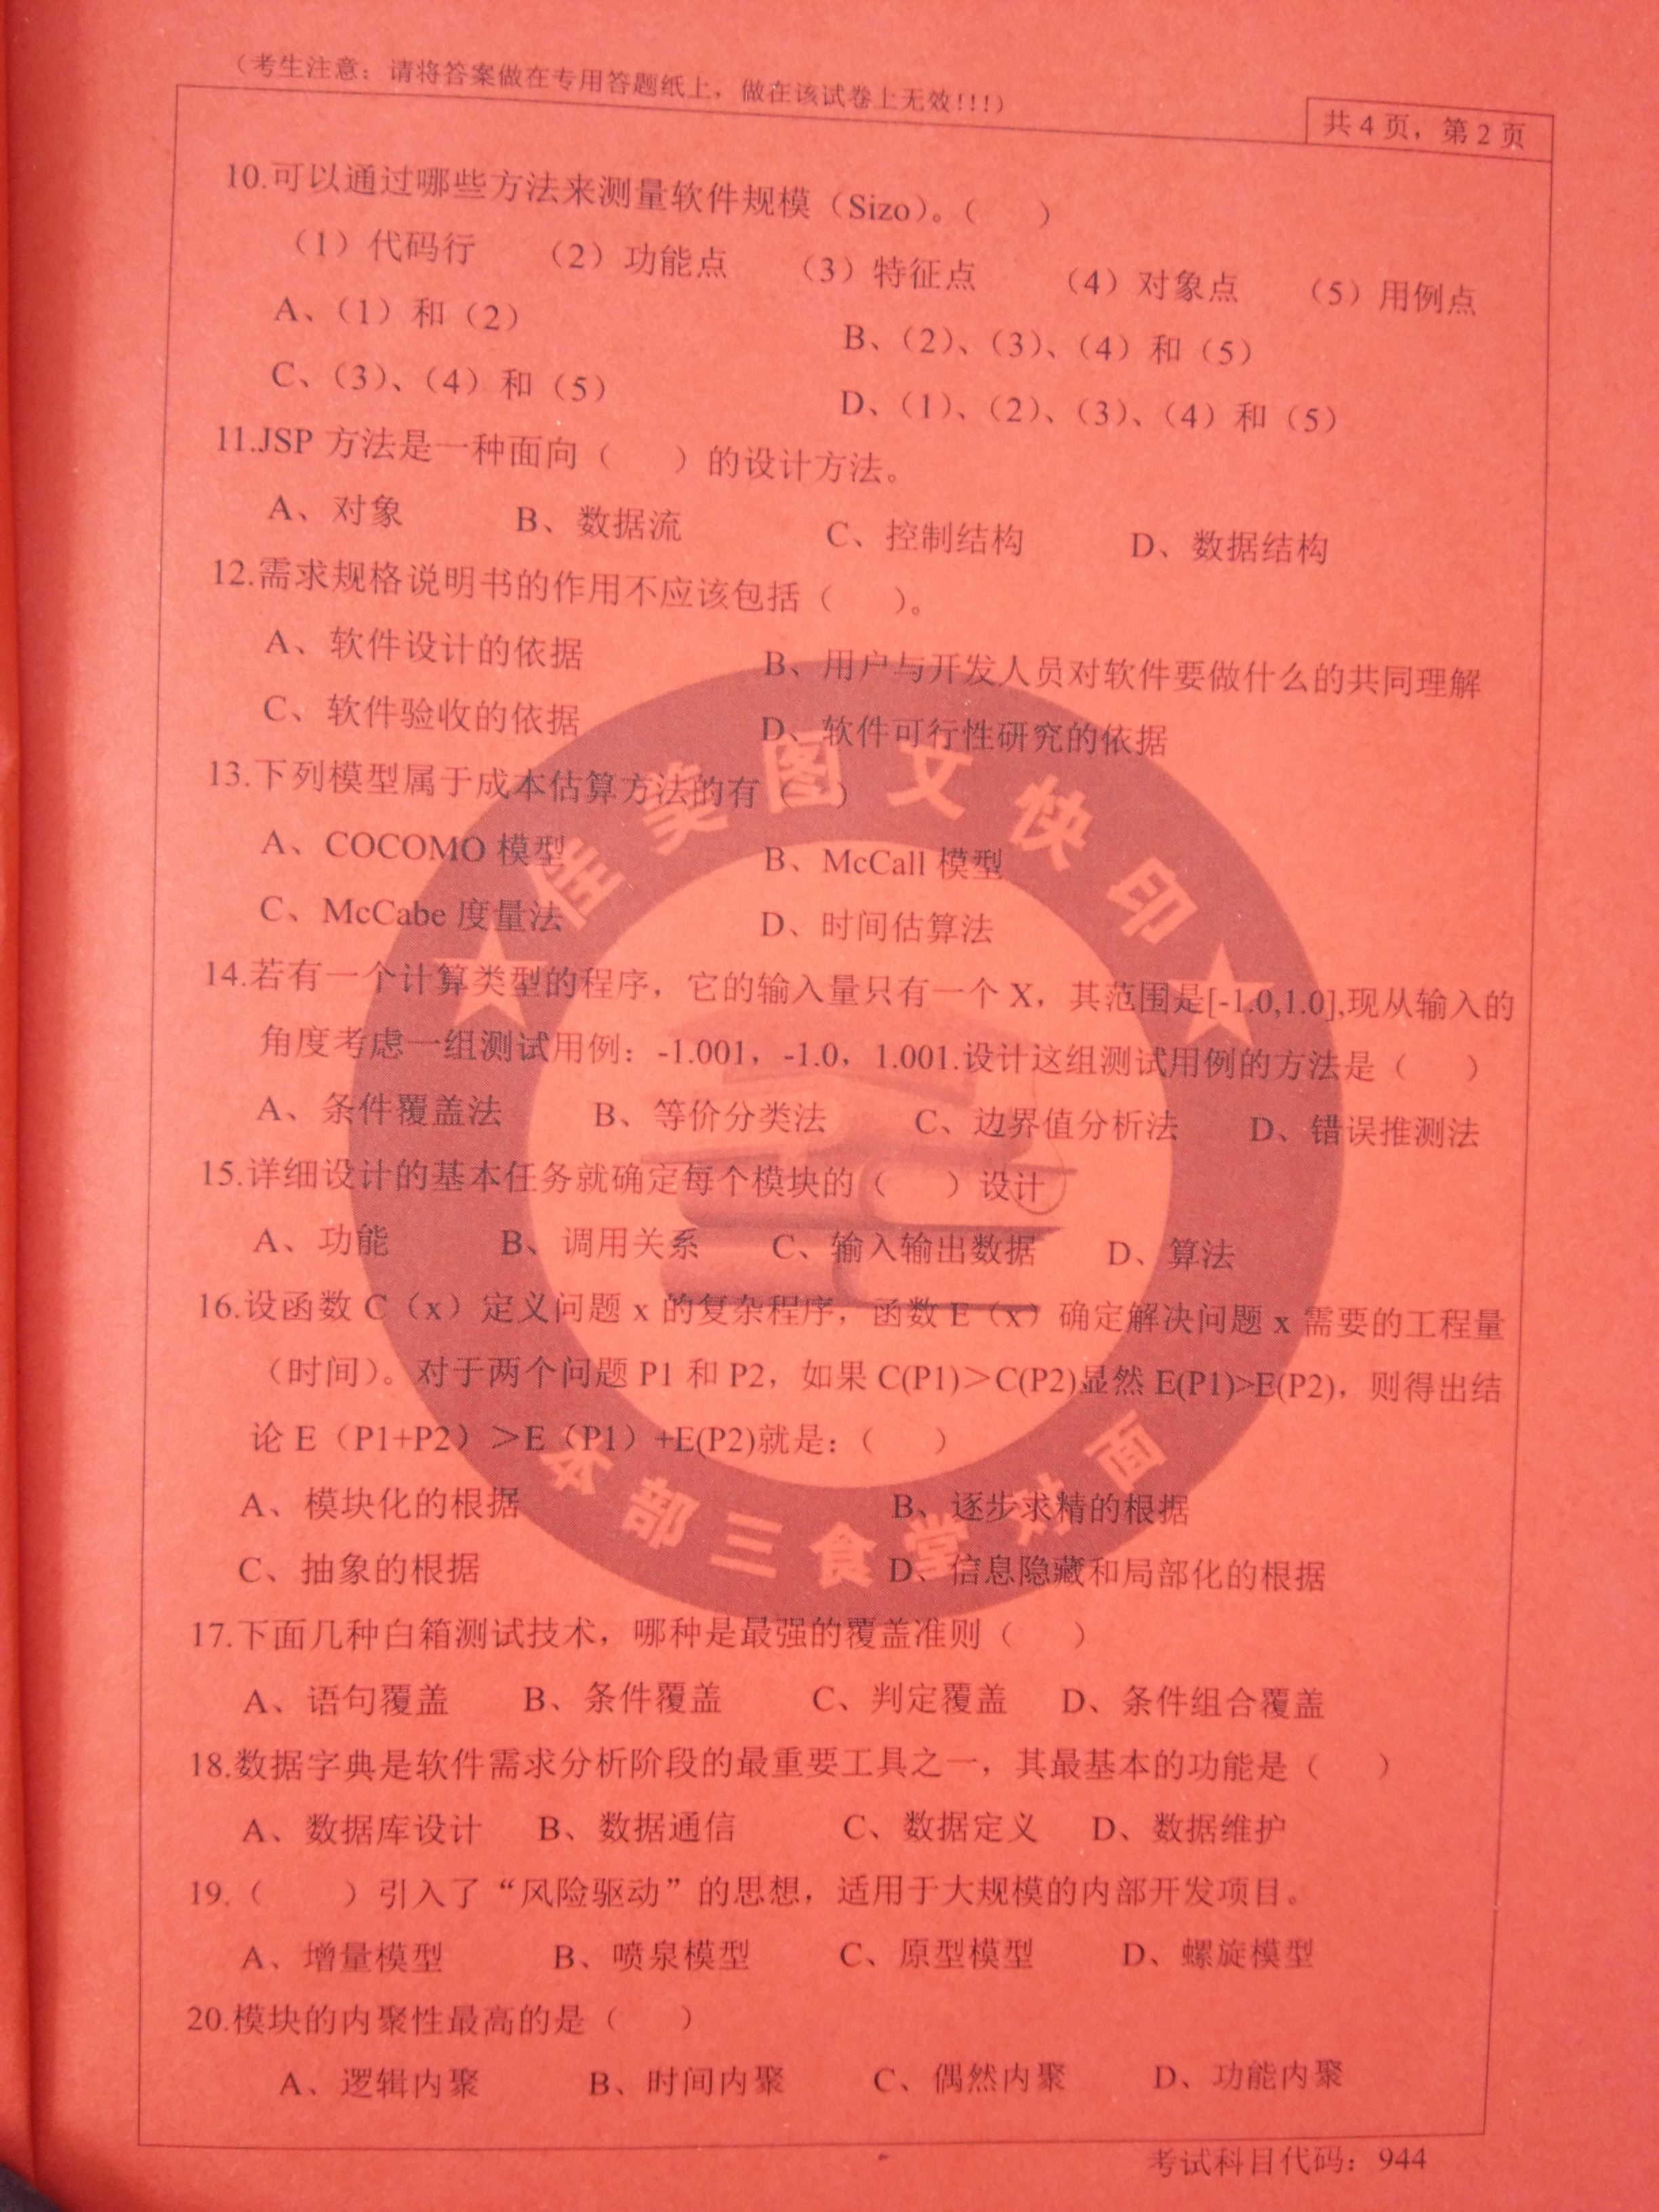 （考生注意：请将答案做在专用答题纸上，做在该试卷上无效!!!）
共 4 页，第 2 页
10.可以通过哪些方法来测量软件规模（Sizo）。（　　）
（1）代码行　（2）功能点　（3）特征点　（4）对象点　（5）用例点
A、（1）和（2）　B、（2）、（3）、（4）和（5）
C、（3）、（4）和（5）　D、（1）、（2）、（3）、（4）和（5）
11.JSP 方法是一种面向（　　）的设计方法。
A、对象　B、数据流　C、控制结构　D、数据结构
12.需求规格说明书的作用不应该包括（　　）。
A、软件设计的依据　B、用户与开发人员对软件要做什么的共同理解
C、软件验收的依据　D、软件可行性研究的依据
13.下列模型属于成本估算方法的有（　　）
A、COCOMO 模型　B、McCall 模型
C、McCabe 度量法　D、时间估算法
14.若有一个计算类型的程序，它的输入量只有一个 X，其范围是[-1.0,1.0],现从输入的
角度考虑一组测试用例：-1.001，-1.0，1.001.设计这组测试用例的方法是（　　）
A、条件覆盖法　B、等价分类法　C、边界值分析法　D、错误推测法
15.详细设计的基本任务就确定每个模块的（　　）设计
A、功能　B、调用关系　C、输入输出数据　D、算法
16.设函数 C（x）定义问题 x 的复杂程序，函数 E（x）确定解决问题 x 需要的工程量
（时间）。对于两个问题 P1 和 P2，如果 C(P1)＞C(P2)显然 E(P1)>E(P2)，则得出结
论 E（P1+P2）＞E（P1）+E(P2)就是：（　　）
A、模块化的根据　B、逐步求精的根据
C、抽象的根据　D、信息隐藏和局部化的根据
17.下面几种白箱测试技术，哪种是最强的覆盖准则（　　）
A、语句覆盖　B、条件覆盖　C、判定覆盖　D、条件组合覆盖
18.数据字典是软件需求分析阶段的最重要工具之一，其最基本的功能是（　　）
A、数据库设计　B、数据通信　C、数据定义　D、数据维护
19.（　　）引入了“风险驱动”的思想，适用于大规模的内部开发项目。
A、增量模型　B、喷泉模型　C、原型模型　D、螺旋模型
20.模块的内聚性最高的是（　　）
A、逻辑内聚　B、时间内聚　C、偶然内聚　D、功能内聚
考试科目代码：944
佳美图文快印
本部三食堂对面